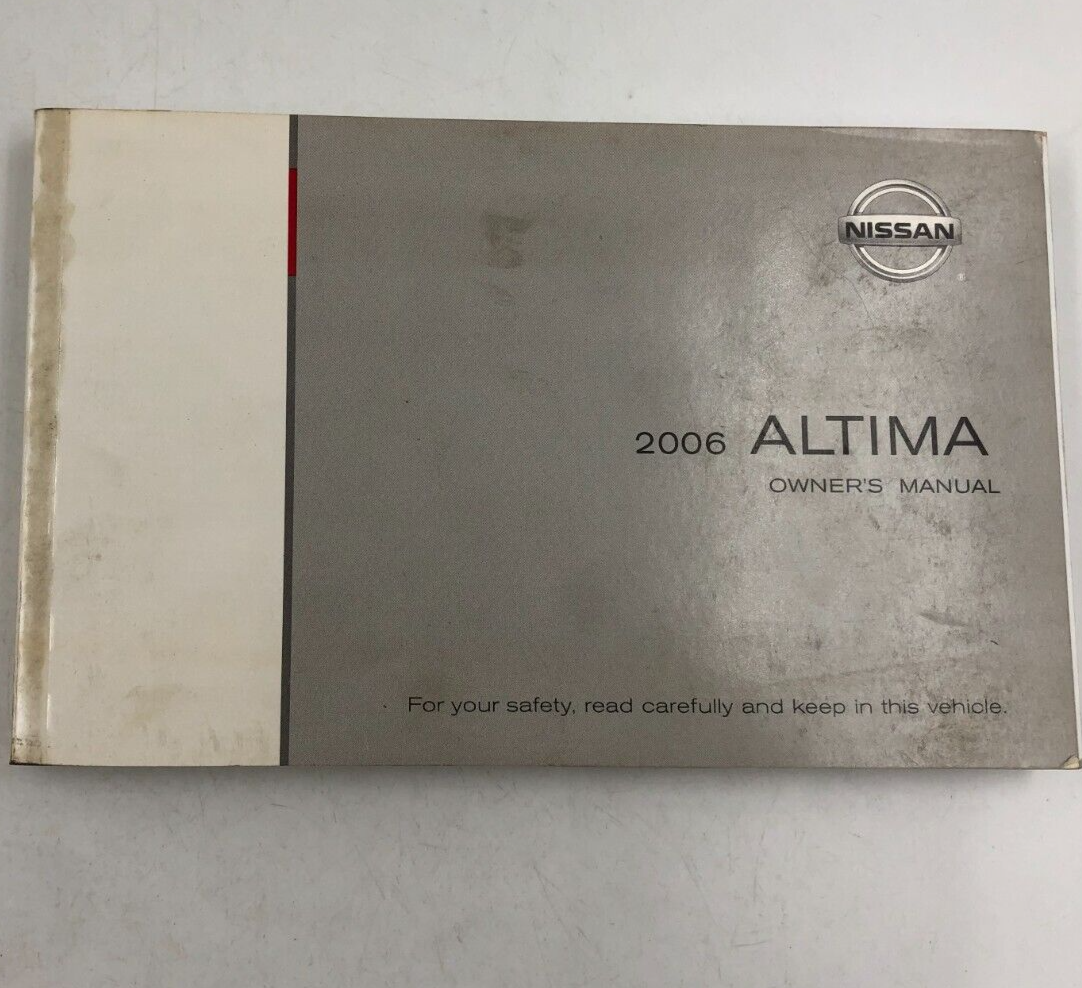 NISSAN
2006 ALTIMA
OWNER'S MANUAL
For your safety, read carefully and keep in this vehicle.